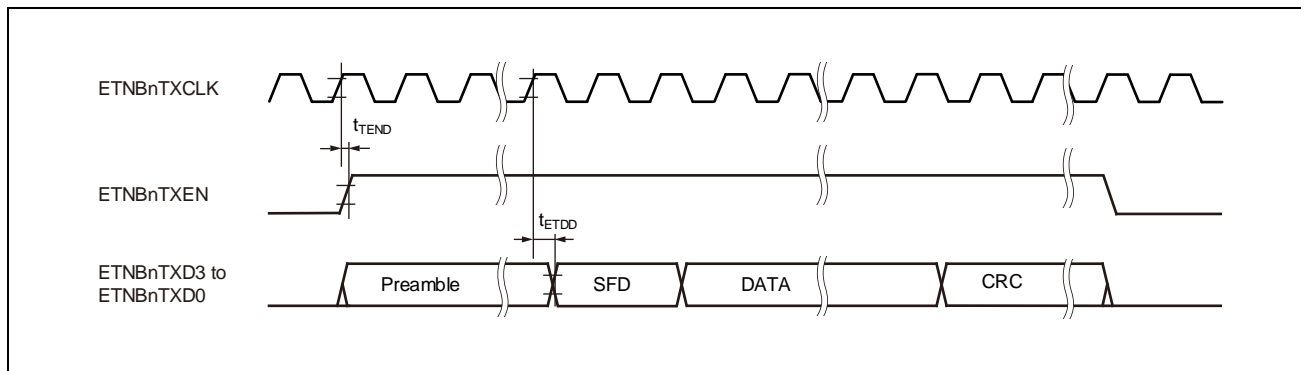 ETNBnTXCLK
tTEND
ETNBnTXEN
tETDD
ETNBnTXD3 to
ETNBnTXD0
Preamble SFD DATA CRC